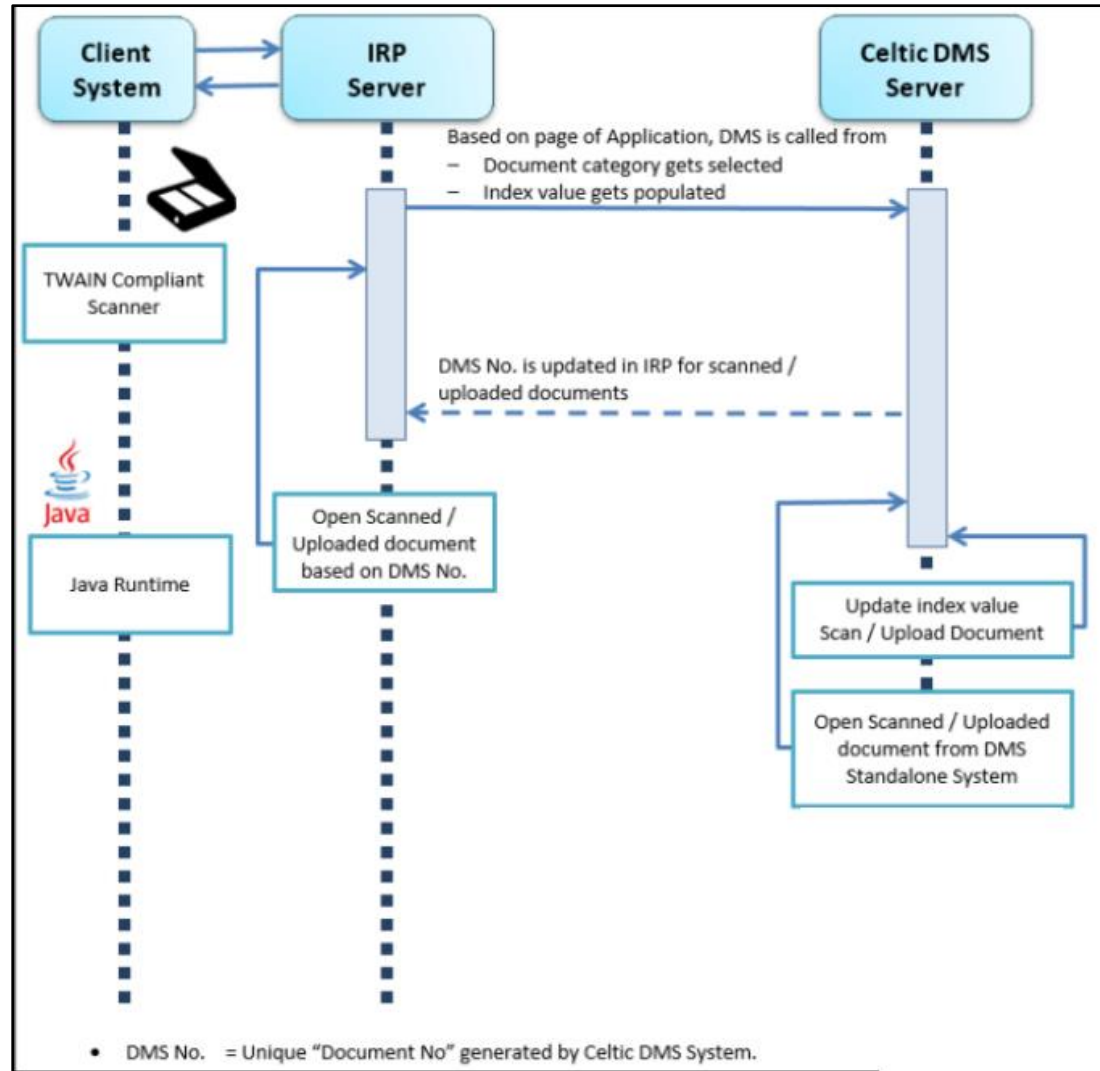 Client
System
IRP
Server
Celtic DMS
Server
Based on page of Application, DMS is called from
– Document category gets selected
– Index value gets populated
TWAIN Compliant
Scanner
DMS No. is updated in IRP for scanned /
uploaded documents
Java
Java Runtime
Open Scanned /
Uploaded document
based on DMS No.
Update index value
Scan / Upload Document
Open Scanned / Uploaded
document from DMS
Standalone System
• DMS No. = Unique “Document No” generated by Celtic DMS System.